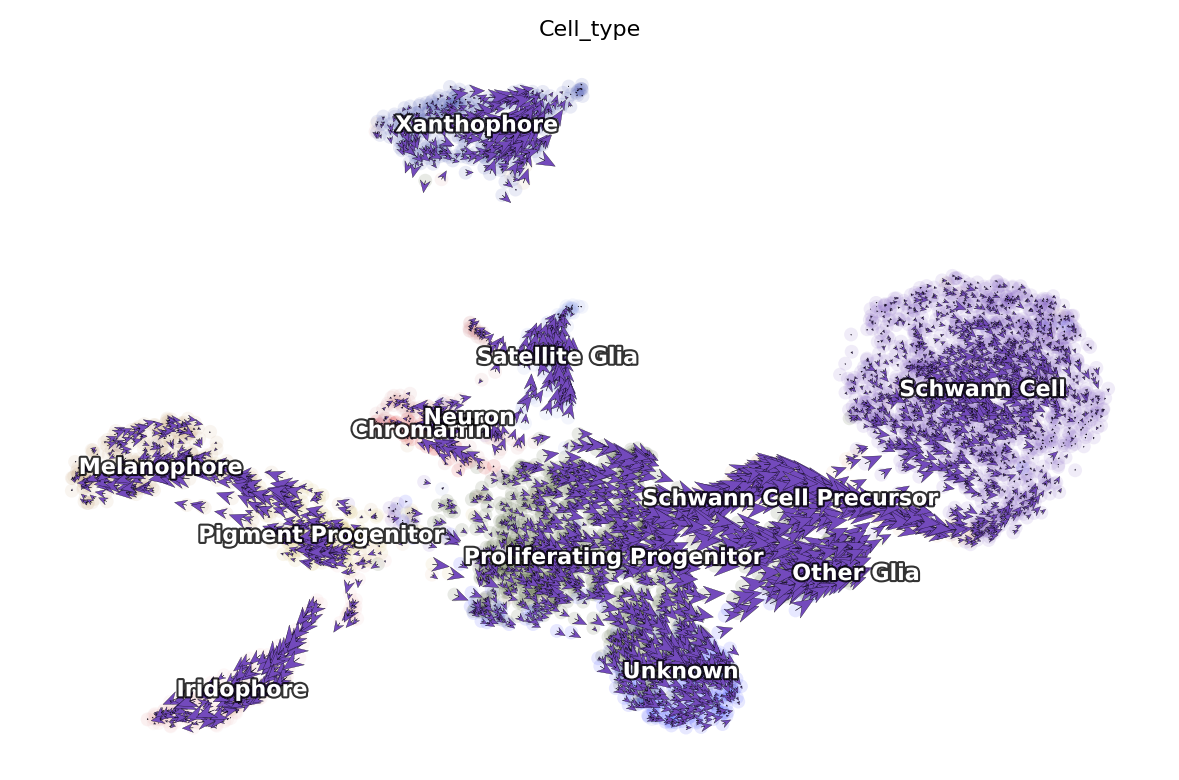 Cell_type
Xanthophore
Satellite Glia
Schwann Cell
Neuron
Chromaffin
Melanophore
Schwann Cell Precursor
Pigment Progenitor
Proliferating Progenitor
Other Glia
Unknown
Iridophore